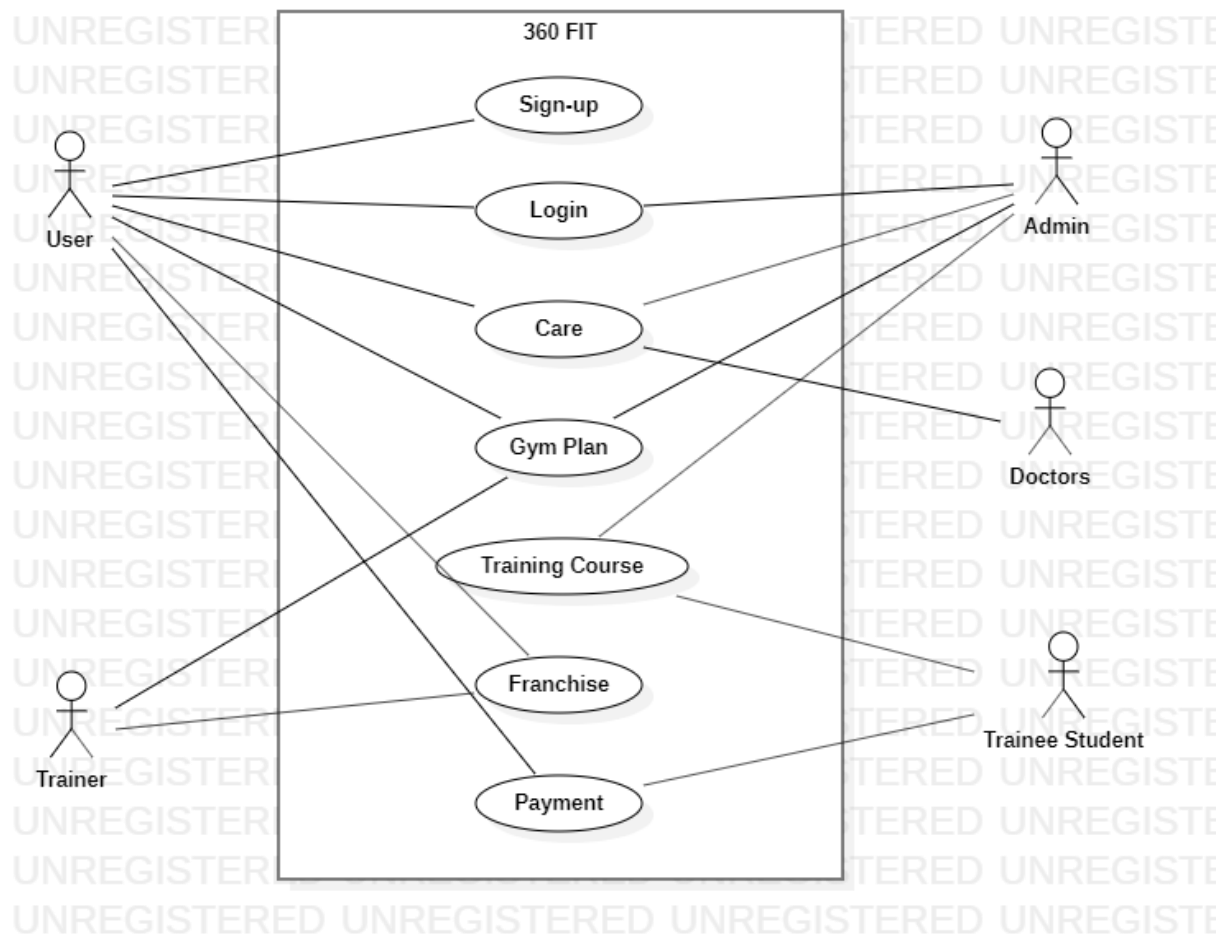 360 FIT
Sign-up
Login
Care
Gym Plan
Training Course
Franchise
Payment
User
Trainer
Admin
Doctors
Trainee Student
UNREGISTERED UNREGISTERED UNREGISTERED UNREGISTE